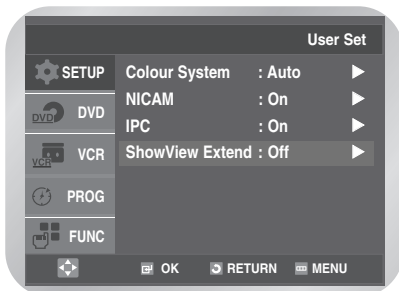 User Set
SETUP
Colour System : Auto
NICAM : On
DVD DVD
IPC : On
VCR VCR
ShowView Extend : Off
PROG
FUNC
OK RETURN MENU